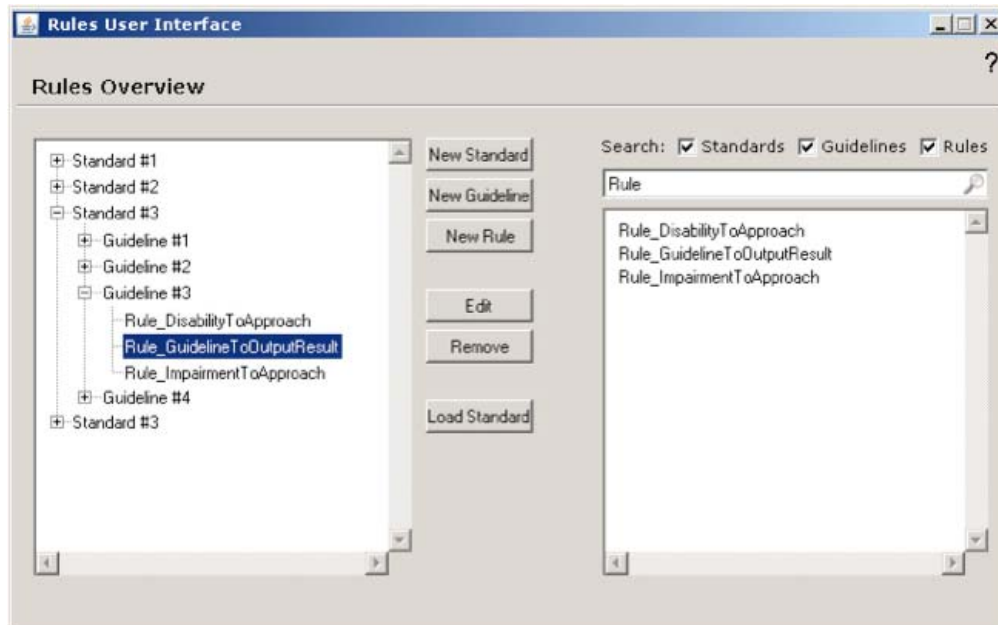 Rules User Interface
?
Rules Overview
Standard #1
Standard #2
Standard #3
Guideline #1
Guideline #2
Guideline #3
Rule_DisabilityToApproach
Rule_GuidelineToOutputResult
Rule_ImpairmentToApproach
Guideline #4
Standard #3
New Standard
New Guideline
New Rule
Edit
Remove
Load Standard
Search: Standards Guidelines Rules
Rule
Rule_DisabilityToApproach
Rule_GuidelineToOutputResult
Rule_ImpairmentToApproach